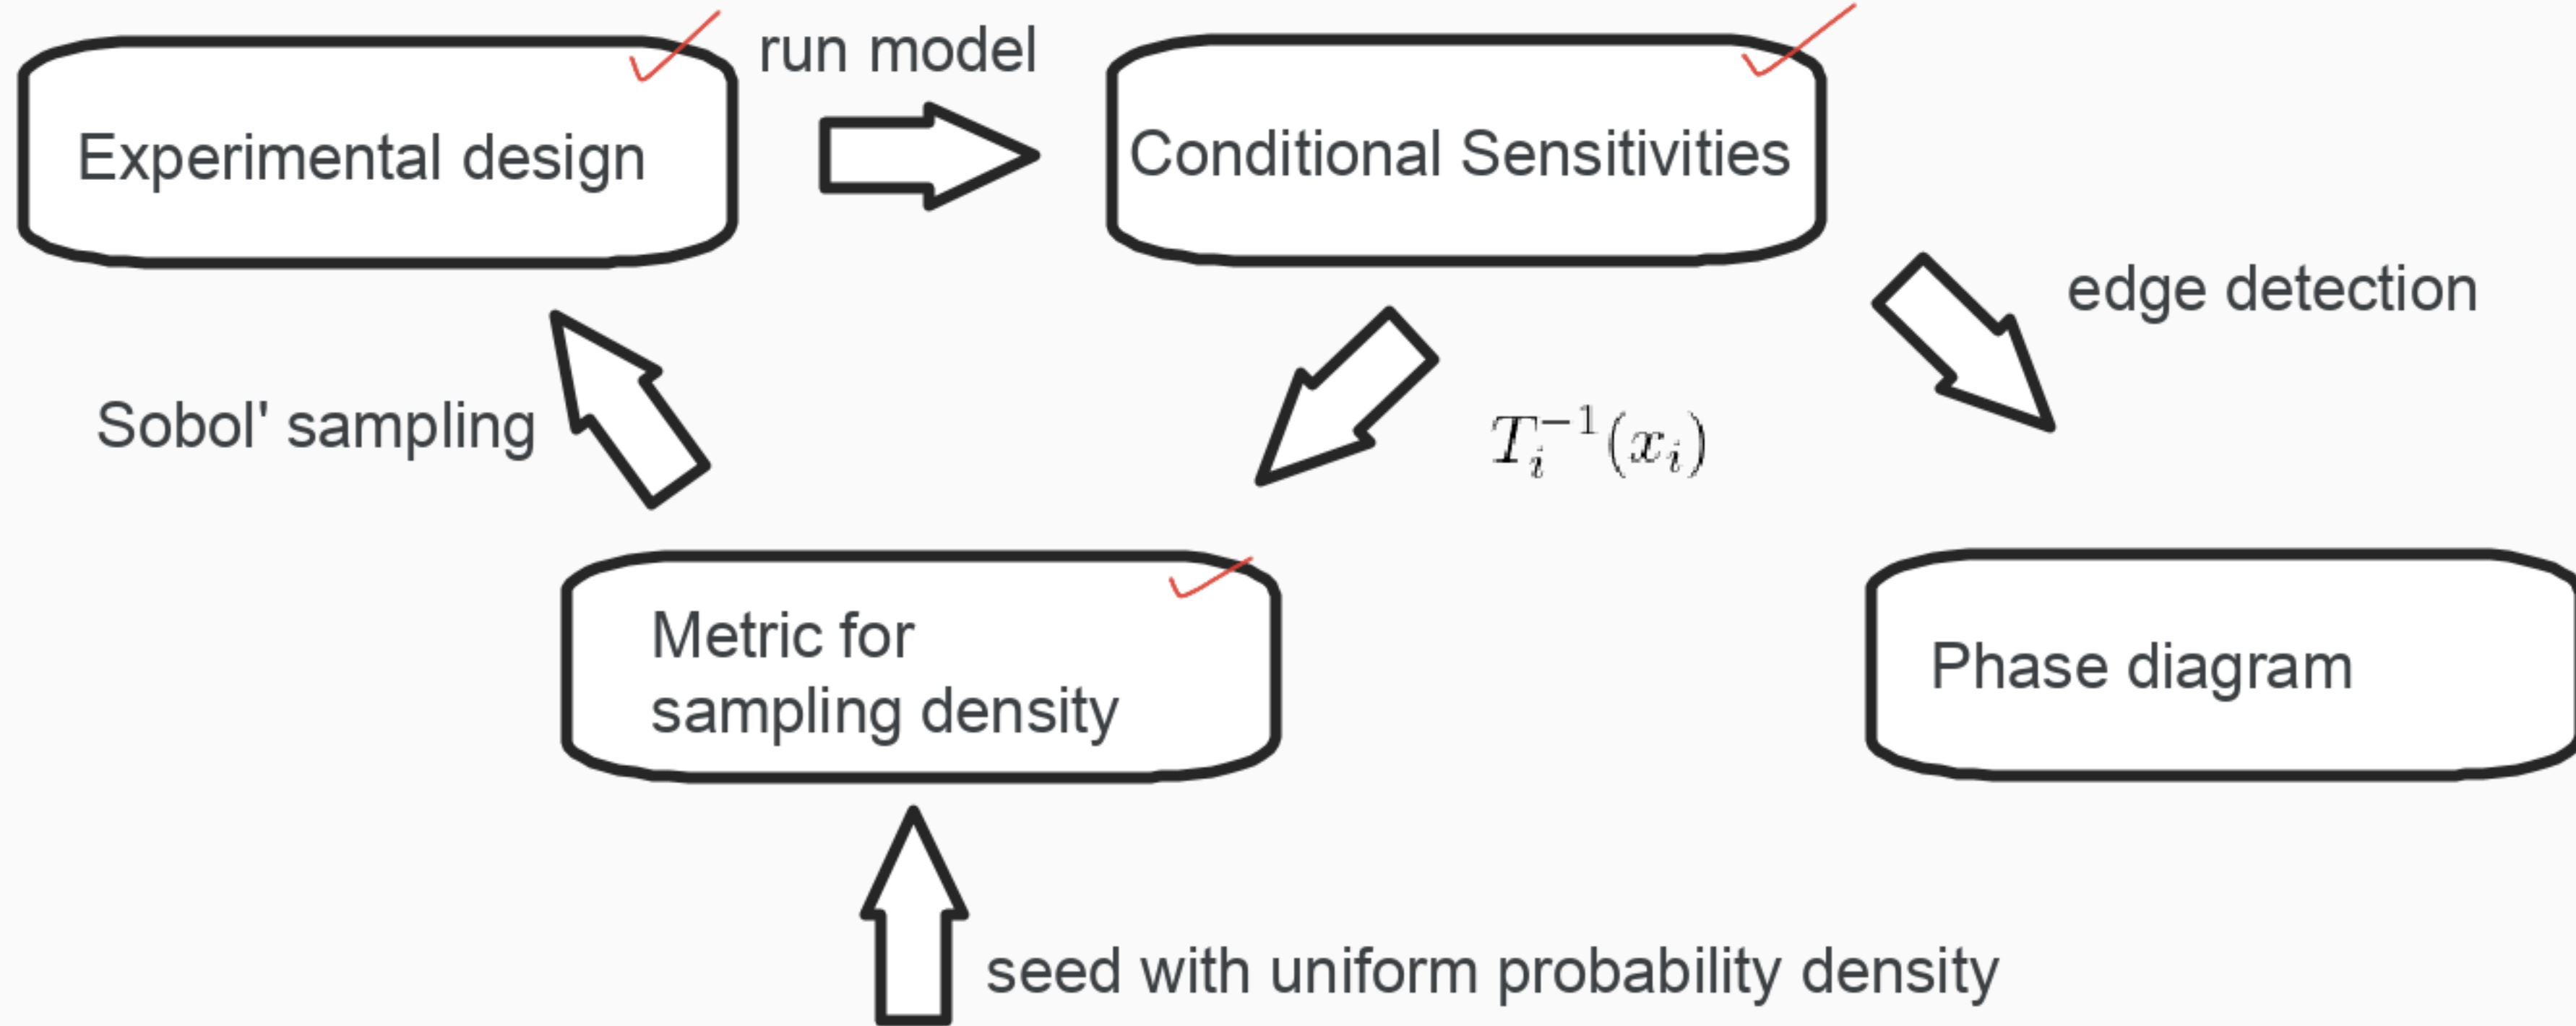 run model
Experimental design
Conditional Sensitivities
edge detection
Sobol' sampling
$T_i^{-1}(x_i)$
Metric for
sampling density
Phase diagram
seed with uniform probability density